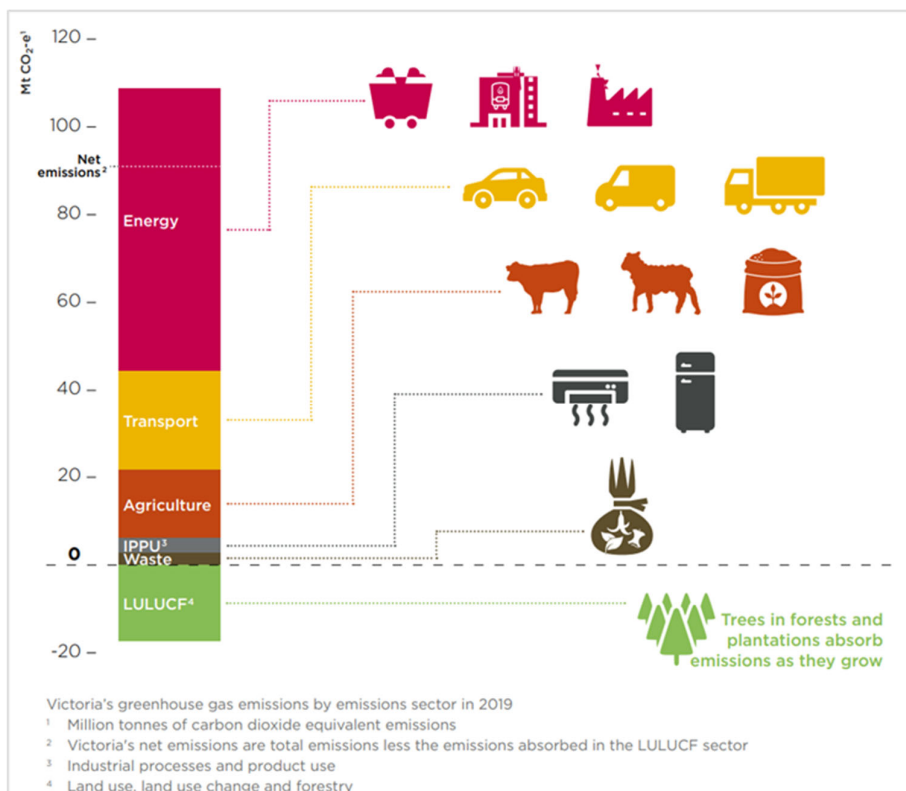 120 –
Mt CO₂-e¹
100 –
Net
emissions²
80 –
Energy
60 –
40 –
Transport
20 –
Agriculture
IPPU³
0
Waste
LULUCF⁴
-20 –
Trees in forests and
plantations absorb
emissions as they grow
Victoria's greenhouse gas emissions by emissions sector in 2019
¹ Million tonnes of carbon dioxide equivalent emissions
² Victoria's net emissions are total emissions less the emissions absorbed in the LULUCF sector
³ Industrial processes and product use
⁴ Land use, land use change and forestry